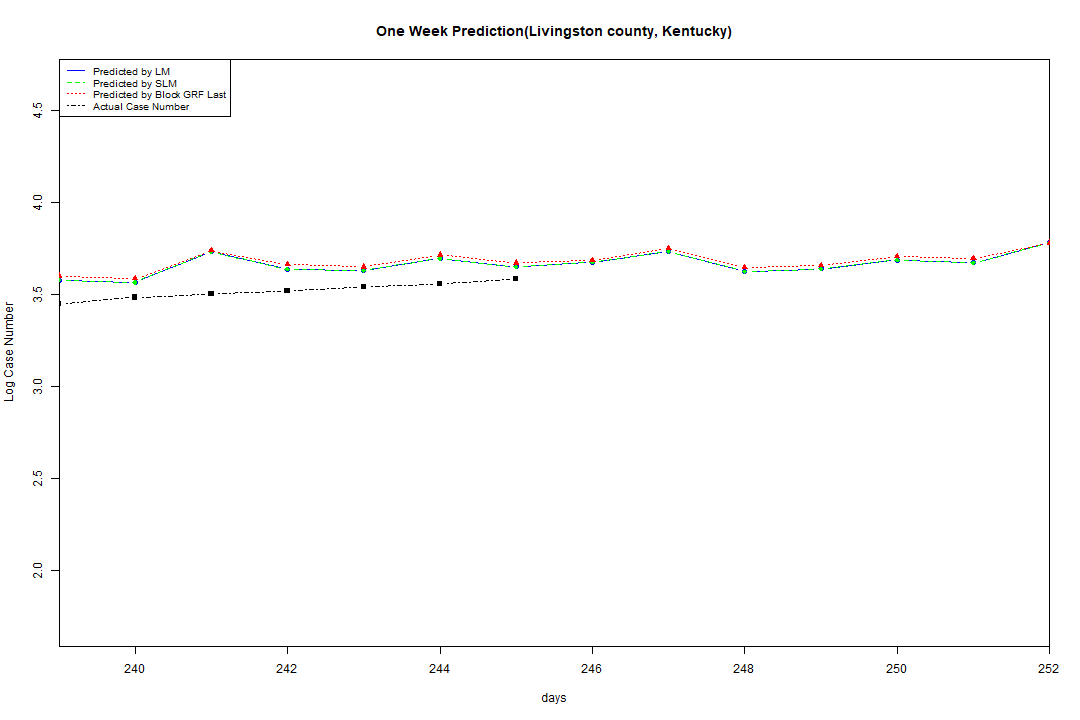 One Week Prediction(Livingston county, Kentucky)
Predicted by LM
Predicted by SLM
Predicted by Block GRF Last
Actual Case Number
4.5
4.0
3.5
3.0
2.5
2.0
Log Case Number
240 242 244 246 248 250 252
days